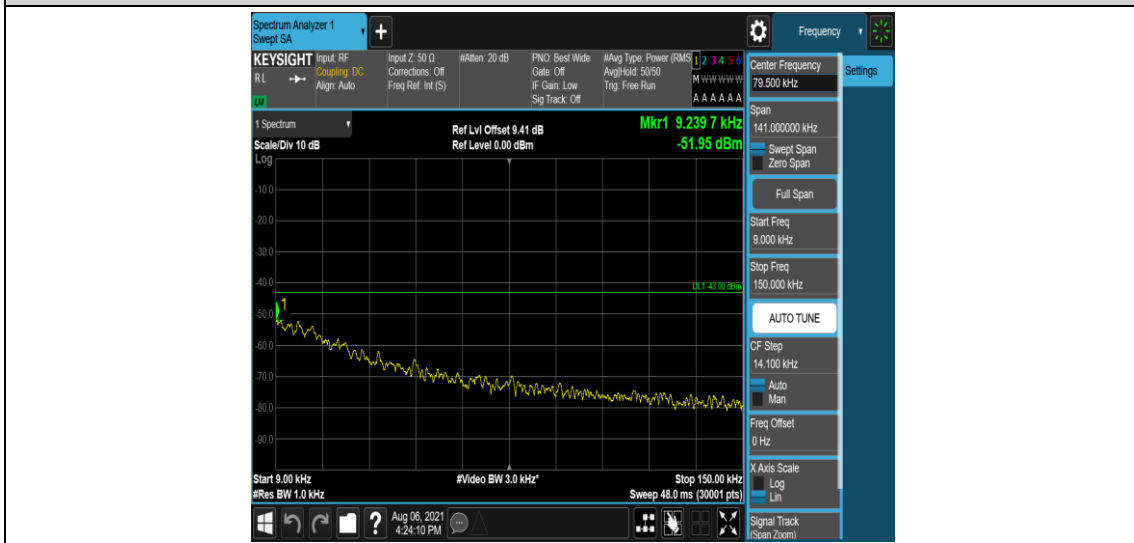 Spectrum Analyzer 1
Swept SA
+
Frequency
KEYSIGHT
RL
LXI
Input: RF
Coupling: DC
Align: Auto
Input Z: 50 Ω
Corrections: Off
Freq Ref: Int (S)
#Atten: 20 dB
PNO: Best Wide
Gate: Off
IF Gain: Low
Sig Track: Off
#Avg Type: Power (RMS
Avg|Hold: 50/50
Trig: Free Run
1 2 3 4 5 6
M W W W W W
A A A A A A
1 Spectrum
Scale/Div 10 dB
Ref Lvl Offset 9.41 dB
Ref Level 0.00 dBm
Mkr1 9.239 7 kHz
-51.95 dBm
Log
-10.0
-20.0
-30.0
-40.0
-50.0
-60.0
-70.0
-80.0
-90.0
DL1 -43.00 dBm
1
Start 9.00 kHz
#Res BW 1.0 kHz
#Video BW 3.0 kHz*
Stop 150.00 kHz
Sweep 48.0 ms (30001 pts)
Center Frequency
79.500 kHz
Settings
Span
141.000000 kHz
Swept Span
Zero Span
Full Span
Start Freq
9.000 kHz
Stop Freq
150.000 kHz
AUTO TUNE
CF Step
14.100 kHz
Auto
Man
Freq Offset
0 Hz
X Axis Scale
Log
Lin
Signal Track
(Span Zoom)
?
Aug 06, 2021
4:24:10 PM